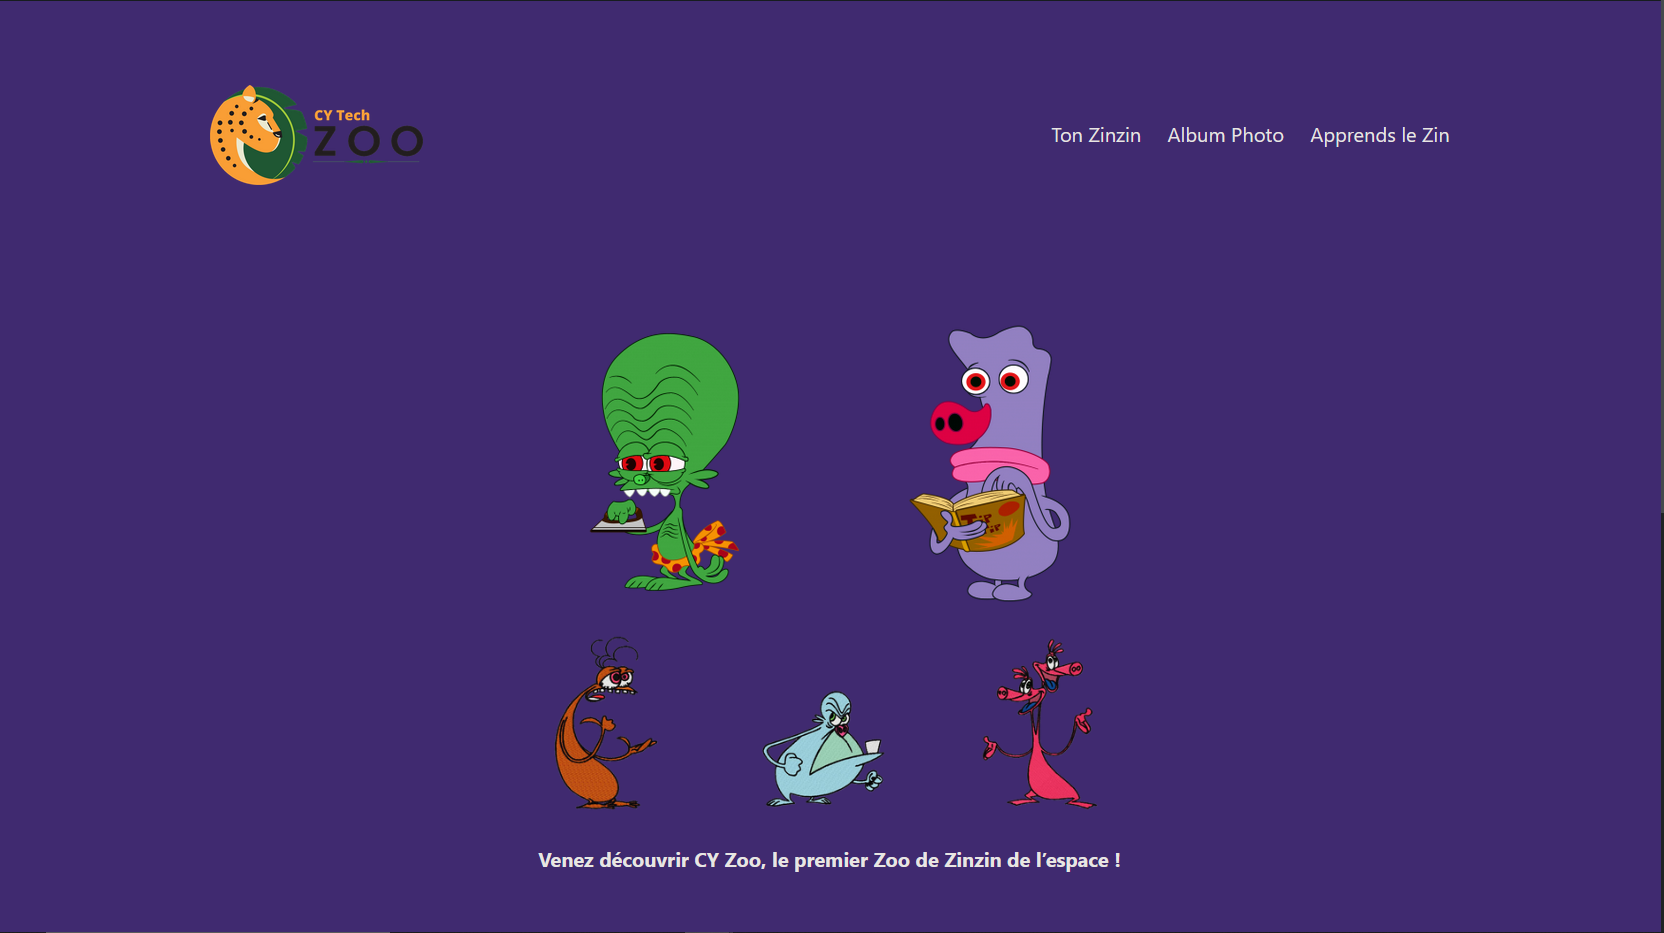 CY Tech
ZOO
Ton Zinzin
Album Photo
Apprends le Zin
Venez découvrir CY Zoo, le premier Zoo de Zinzin de l’espace !